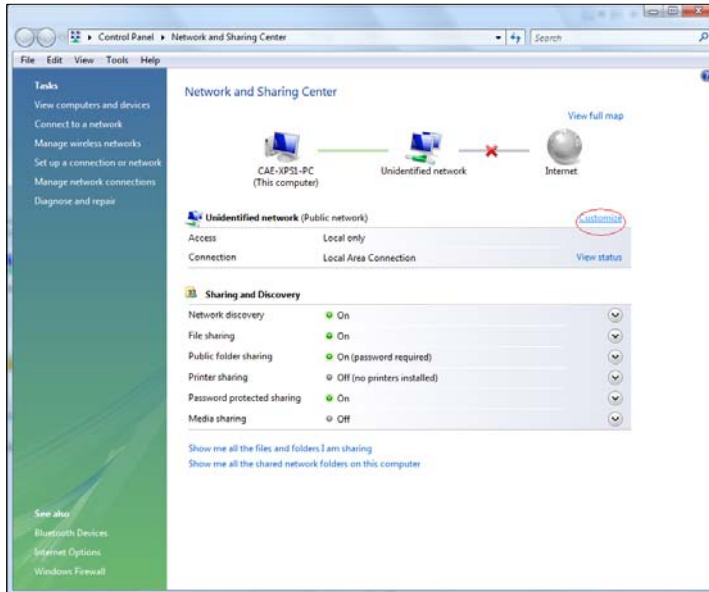 Control Panel ▸ Network and Sharing Center
Search
File Edit View Tools Help
Tasks
View computers and devices
Connect to a network
Manage wireless networks
Set up a connection or network
Manage network connections
Diagnose and repair
See also
Bluetooth Devices
Internet Options
Windows Firewall
Network and Sharing Center
View full map
CAE-XPS1-PC
(This computer)
Unidentified network
Internet
Unidentified network (Public network)
Customize
Access Local only
Connection Local Area Connection View status
Sharing and Discovery
Network discovery On
File sharing On
Public folder sharing On (password required)
Printer sharing Off (no printers installed)
Password protected sharing On
Media sharing Off
Show me all the files and folders I am sharing
Show me all the shared network folders on this computer